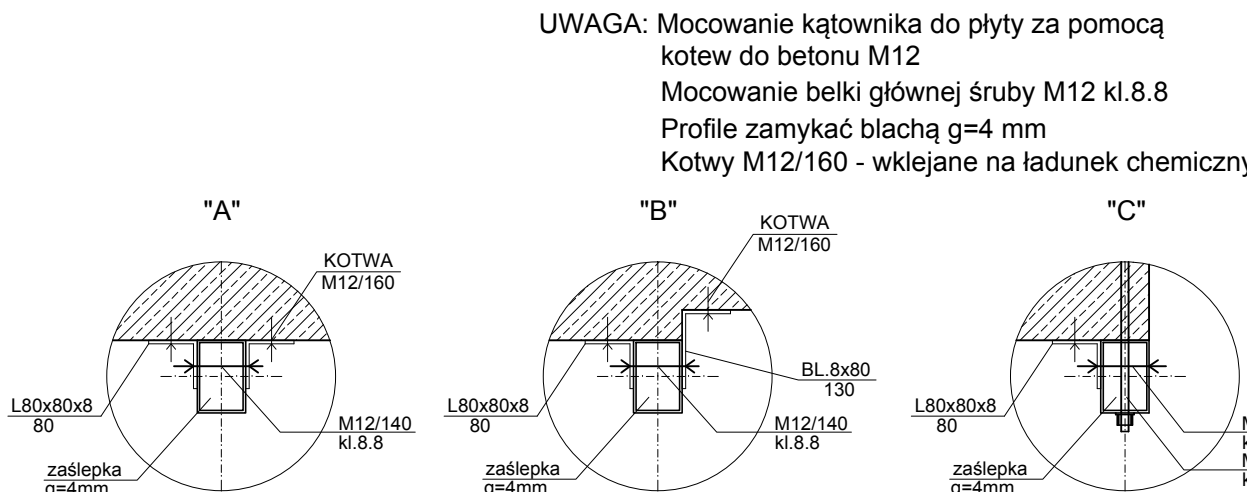 UWAGA: Mocowanie kątownika do płyty za pomocą
kotew do betonu M12
Mocowanie belki głównej śruby M12 kl.8.8
Profile zamykać blachą g=4 mm
Kotwy M12/160 - wklejane na ładunek chemiczny
"A"
KOTWA
M12/160
L80x80x8
80
M12/140
kl.8.8
zaślepka
g=4mm
"B"
KOTWA
M12/160
BL.8x80
130
L80x80x8
80
M12/140
kl.8.8
zaślepka
g=4mm
"C"
L80x80x8
80
zaślepka
g=4mm